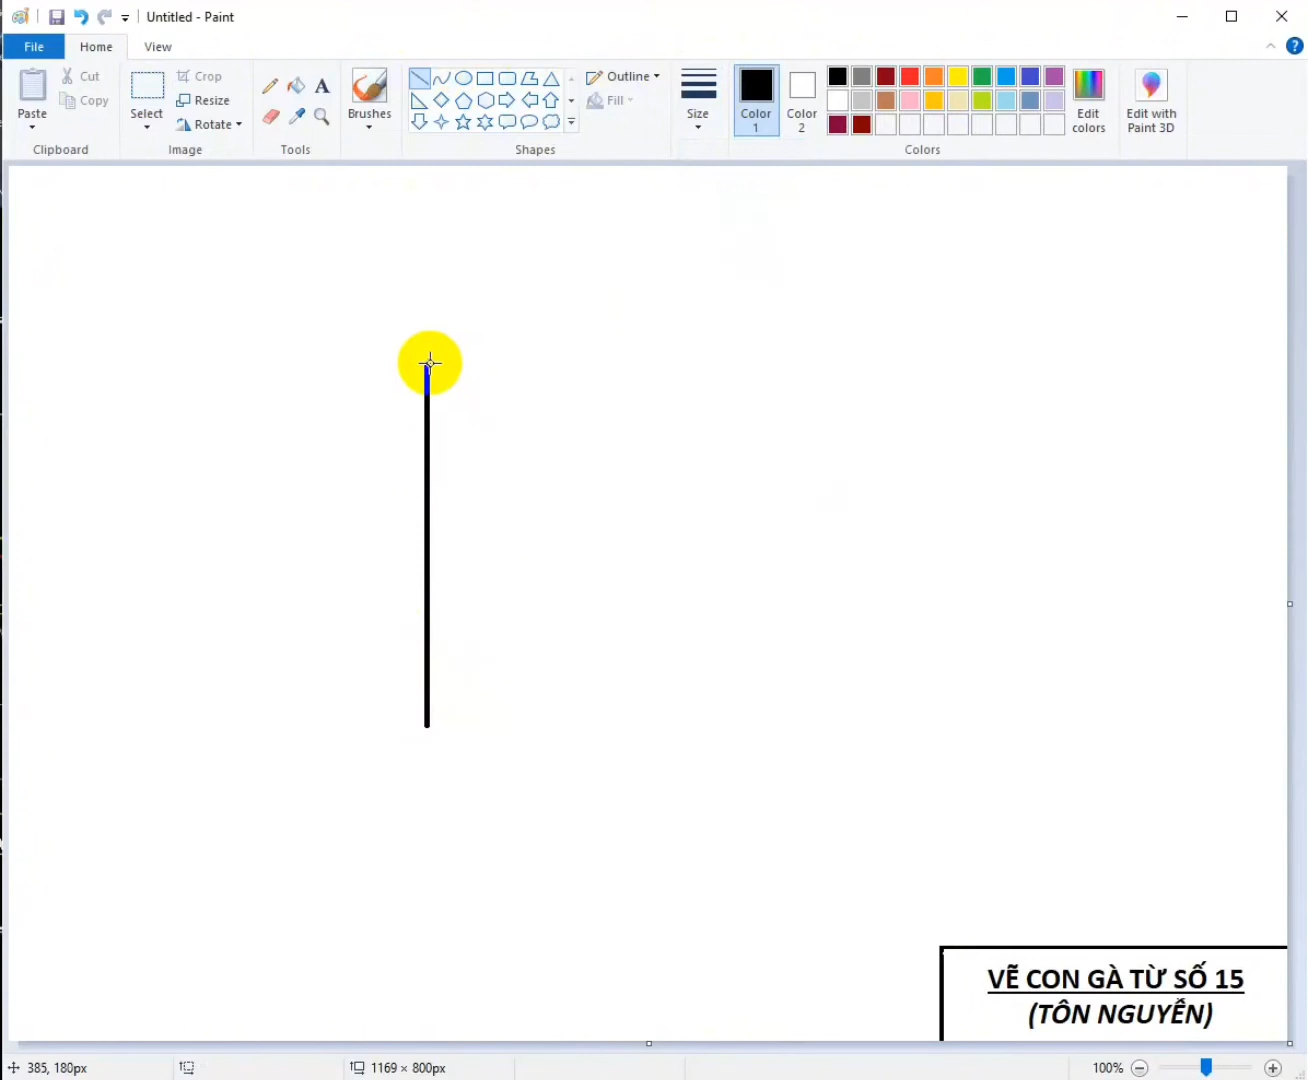 Untitled - Paint
File Home View
Cut
Copy
Paste
Clipboard
Select
Crop
Resize
Rotate
Image
A
Tools
Brushes
Shapes
Outline
Fill
Size
Color 1
Color 2
Colors
Edit colors
Edit with Paint 3D
?
VẼ CON GÀ TỪ SỐ 15
(TÔN NGUYỄN)
385, 180px
1169 × 800px
100%